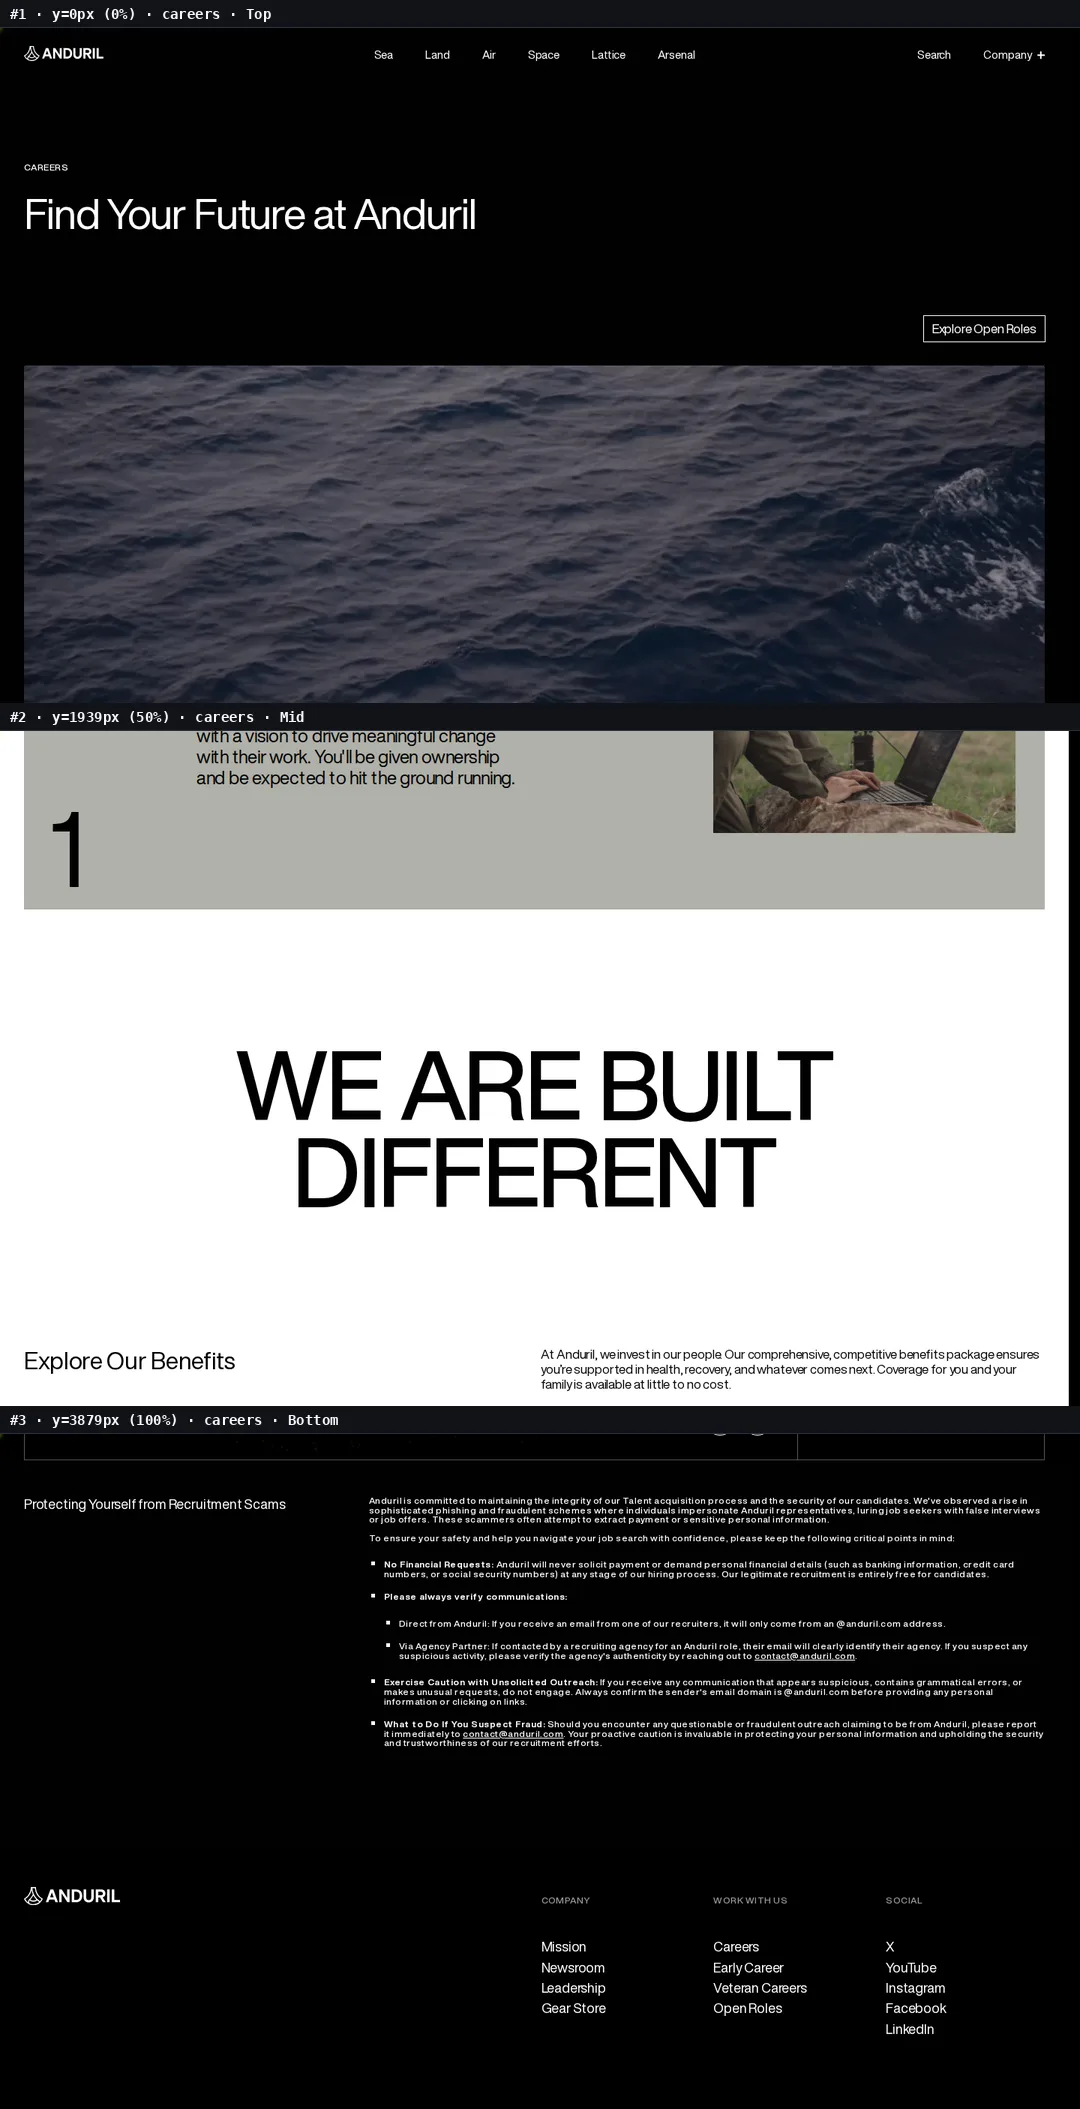 #1 · y=0px (0%) · careers · Top
ANDURIL
Sea Land Air Space Lattice Arsenal
Search Company +
CAREERS
Find Your Future at Anduril
Explore Open Roles
#2 · y=1939px (50%) · careers · Mid
with a vision to drive meaningful change
with their work. You'll be given ownership
and be expected to hit the ground running.
1
WE ARE BUILT
DIFFERENT
Explore Our Benefits
At Anduril, we invest in our people. Our comprehensive, competitive benefits package ensures
you're supported in health, recovery, and whatever comes next. Coverage for you and your
family is available at little to no cost.
#3 · y=3879px (100%) · careers · Bottom
Protecting Yourself from Recruitment Scams
Anduril is committed to maintaining the integrity of our Talent acquisition process and the security of our candidates. We've observed a rise in
sophisticated phishing and fraudulent schemes where individuals impersonate Anduril representatives, luring job seekers with false interviews
or job offers. These scammers often attempt to extract payment or sensitive personal information.
To ensure your safety and help you navigate your job search with confidence, please keep the following critical points in mind:
No Financial Requests: Anduril will never solicit payment or demand personal financial details (such as banking information, credit card
numbers, or social security numbers) at any stage of our hiring process. Our legitimate recruitment is entirely free for candidates.
Please always verify communications:
Direct from Anduril: If you receive an email from one of our recruiters, it will only come from an @anduril.com address.
Via Agency Partner: If contacted by a recruiting agency for an Anduril role, their email will clearly identify their agency. If you suspect any
suspicious activity, please verify the agency's authenticity by reaching out to contact@anduril.com.
Exercise Caution with Unsolicited Outreach: If you receive any communication that appears suspicious, contains grammatical errors, or
makes unusual requests, do not engage. Always confirm the sender's email domain is @anduril.com before providing any personal
information or clicking on links.
What to Do If You Suspect Fraud: Should you encounter any questionable or fraudulent outreach claiming to be from Anduril, please report
it immediately to contact@anduril.com. Your proactive caution is invaluable in protecting your personal information and upholding the security
and trustworthiness of our recruitment efforts.
ANDURIL
COMPANY
Mission
Newsroom
Leadership
Gear Store
WORK WITH US
Careers
Early Career
Veteran Careers
Open Roles
SOCIAL
X
YouTube
Instagram
Facebook
LinkedIn